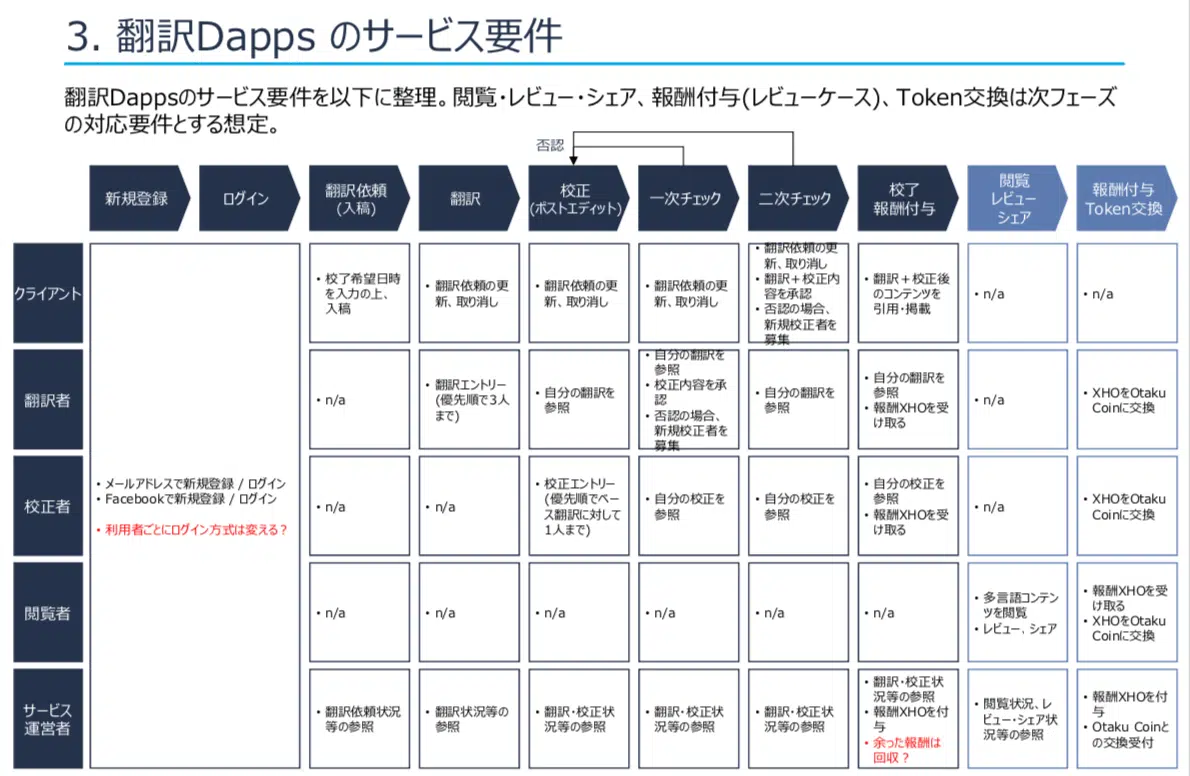 3. 翻訳Dapps のサービス要件
翻訳Dappsのサービス要件を以下に整理。閲覧・レビュー・シェア、報酬付与(レビューケース)、Token交換は次フェーズ
の対応要件とする想定。
否認
新規登録
ログイン
翻訳依頼
(入稿)
翻訳
校正
(ポストエディット)
一次チェック
二次チェック
校了
報酬付与
閲覧
レビュー
シェア
報酬付与
Token交換
・メールアドレスで新規登録 / ログイン
・Facebookで新規登録 / ログイン
・利用者ごとにログイン方式は変える？
クライアント
・校了希望日時
を入力の上、
入稿
・翻訳依頼の更
新、取り消し
・翻訳依頼の更
新、取り消し
・翻訳依頼の更
新、取り消し
・翻訳依頼の更
新、取り消し
・翻訳＋校正内
容を承認
・否認の場合、
新規校正者を
募集
・翻訳＋校正後
のコンテンツを
引用・掲載
・n/a
・n/a
翻訳者
・n/a
・翻訳エントリー
(優先順で3人
まで)
・自分の翻訳を
参照
・自分の翻訳を
参照
・校正内容を承
認
・否認の場合、
新規校正者を
募集
・自分の翻訳を
参照
・自分の翻訳を
参照
・報酬XHOを受
け取る
・n/a
・XHOをOtaku
Coinに交換
校正者
・n/a
・n/a
・校正エントリー
(優先順でベー
ス翻訳に対して
1人まで)
・自分の校正を
参照
・自分の校正を
参照
・自分の校正を
参照
・報酬XHOを受
け取る
・n/a
・XHOをOtaku
Coinに交換
閲覧者
・n/a
・n/a
・n/a
・n/a
・n/a
・n/a
・多言語コンテン
ツを閲覧
・レビュー、シェア
・報酬XHOを受
け取る
・XHOをOtaku
Coinに交換
サービス
運営者
・翻訳依頼状況
等の参照
・翻訳状況等の
参照
・翻訳・校正状
況等の参照
・翻訳・校正状
況等の参照
・翻訳・校正状
況等の参照
・翻訳・校正状
況等の参照
・報酬XHOを付
与
・余った報酬は
回収？
・閲覧状況、レ
ビュー・シェア状
況等の参照
・報酬XHOを付
与
・Otaku Coinと
の交換受付